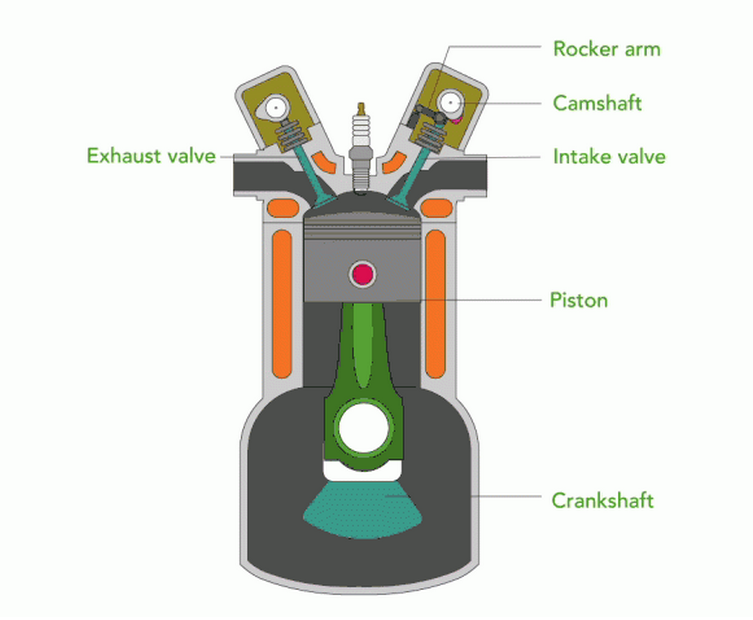 Rocker arm
Camshaft
Exhaust valve
Intake valve
Piston
Crankshaft